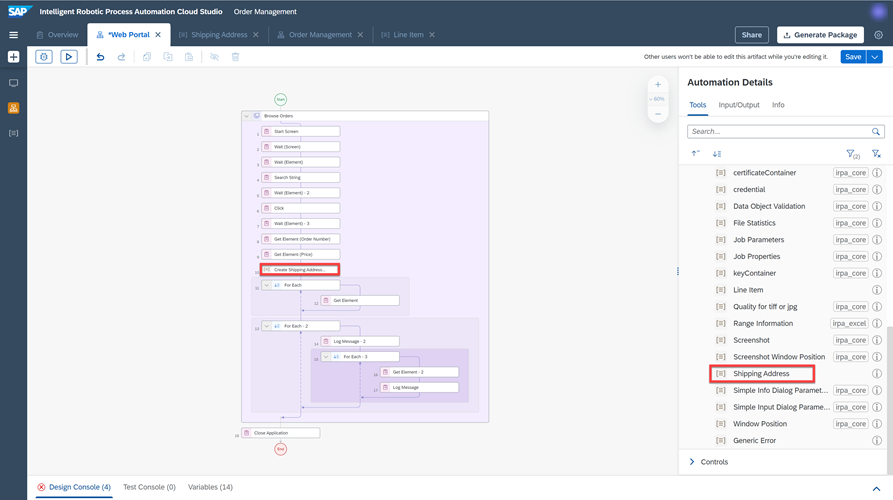 SAP Intelligent Robotic Process Automation Cloud Studio Order Management
Overview *Web Portal Shipping Address Order Management Line Item Share Generate Package
Other users won't be able to edit this artifact while you're editing it. Save
Automation Details
Tools Input/Output Info
Search...
(2)
certificateContainer irpa_core
credential irpa_core
Data Object Validation irpa_core
File Statistics irpa_core
Job Parameters irpa_core
Job Properties irpa_core
keyContainer irpa_core
Line Item
Quality for tiff or jpg irpa_core
Range Information irpa_excel
Screenshot irpa_core
Screenshot Window Position irpa_core
Shipping Address
Simple Info Dialog Paramet... irpa_core
Simple Input Dialog Parame... irpa_core
Window Position irpa_core
Generic Error
Controls
60%
Start
Browse Orders
1 Start Screen
2 Wait (Screen)
3 Wait (Element)
4 Search String
5 Wait (Element) - 2
6 Click
7 Wait (Element) - 3
8 Get Element (Order Number)
9 Get Element (Price)
10 Create Shipping Address...
11 For Each
12 Get Element
13 For Each - 2
14 Log Message - 2
15 For Each - 3
16 Get Element - 2
17 Log Message
18 Close Application
End
Design Console (4) Test Console (0) Variables (14)